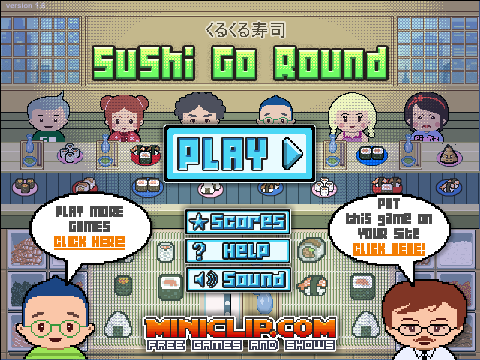 version 1.8
くるくる寿司
Sushi Go Round
PLAY
PLAY MORE
GAMES
CLICK HERE
PUT
this game on
YOUR SITE
CLICK HERE!
Scores
? Help
Sound
MINICLIP.COM
FREE GAMES AND SHOWS